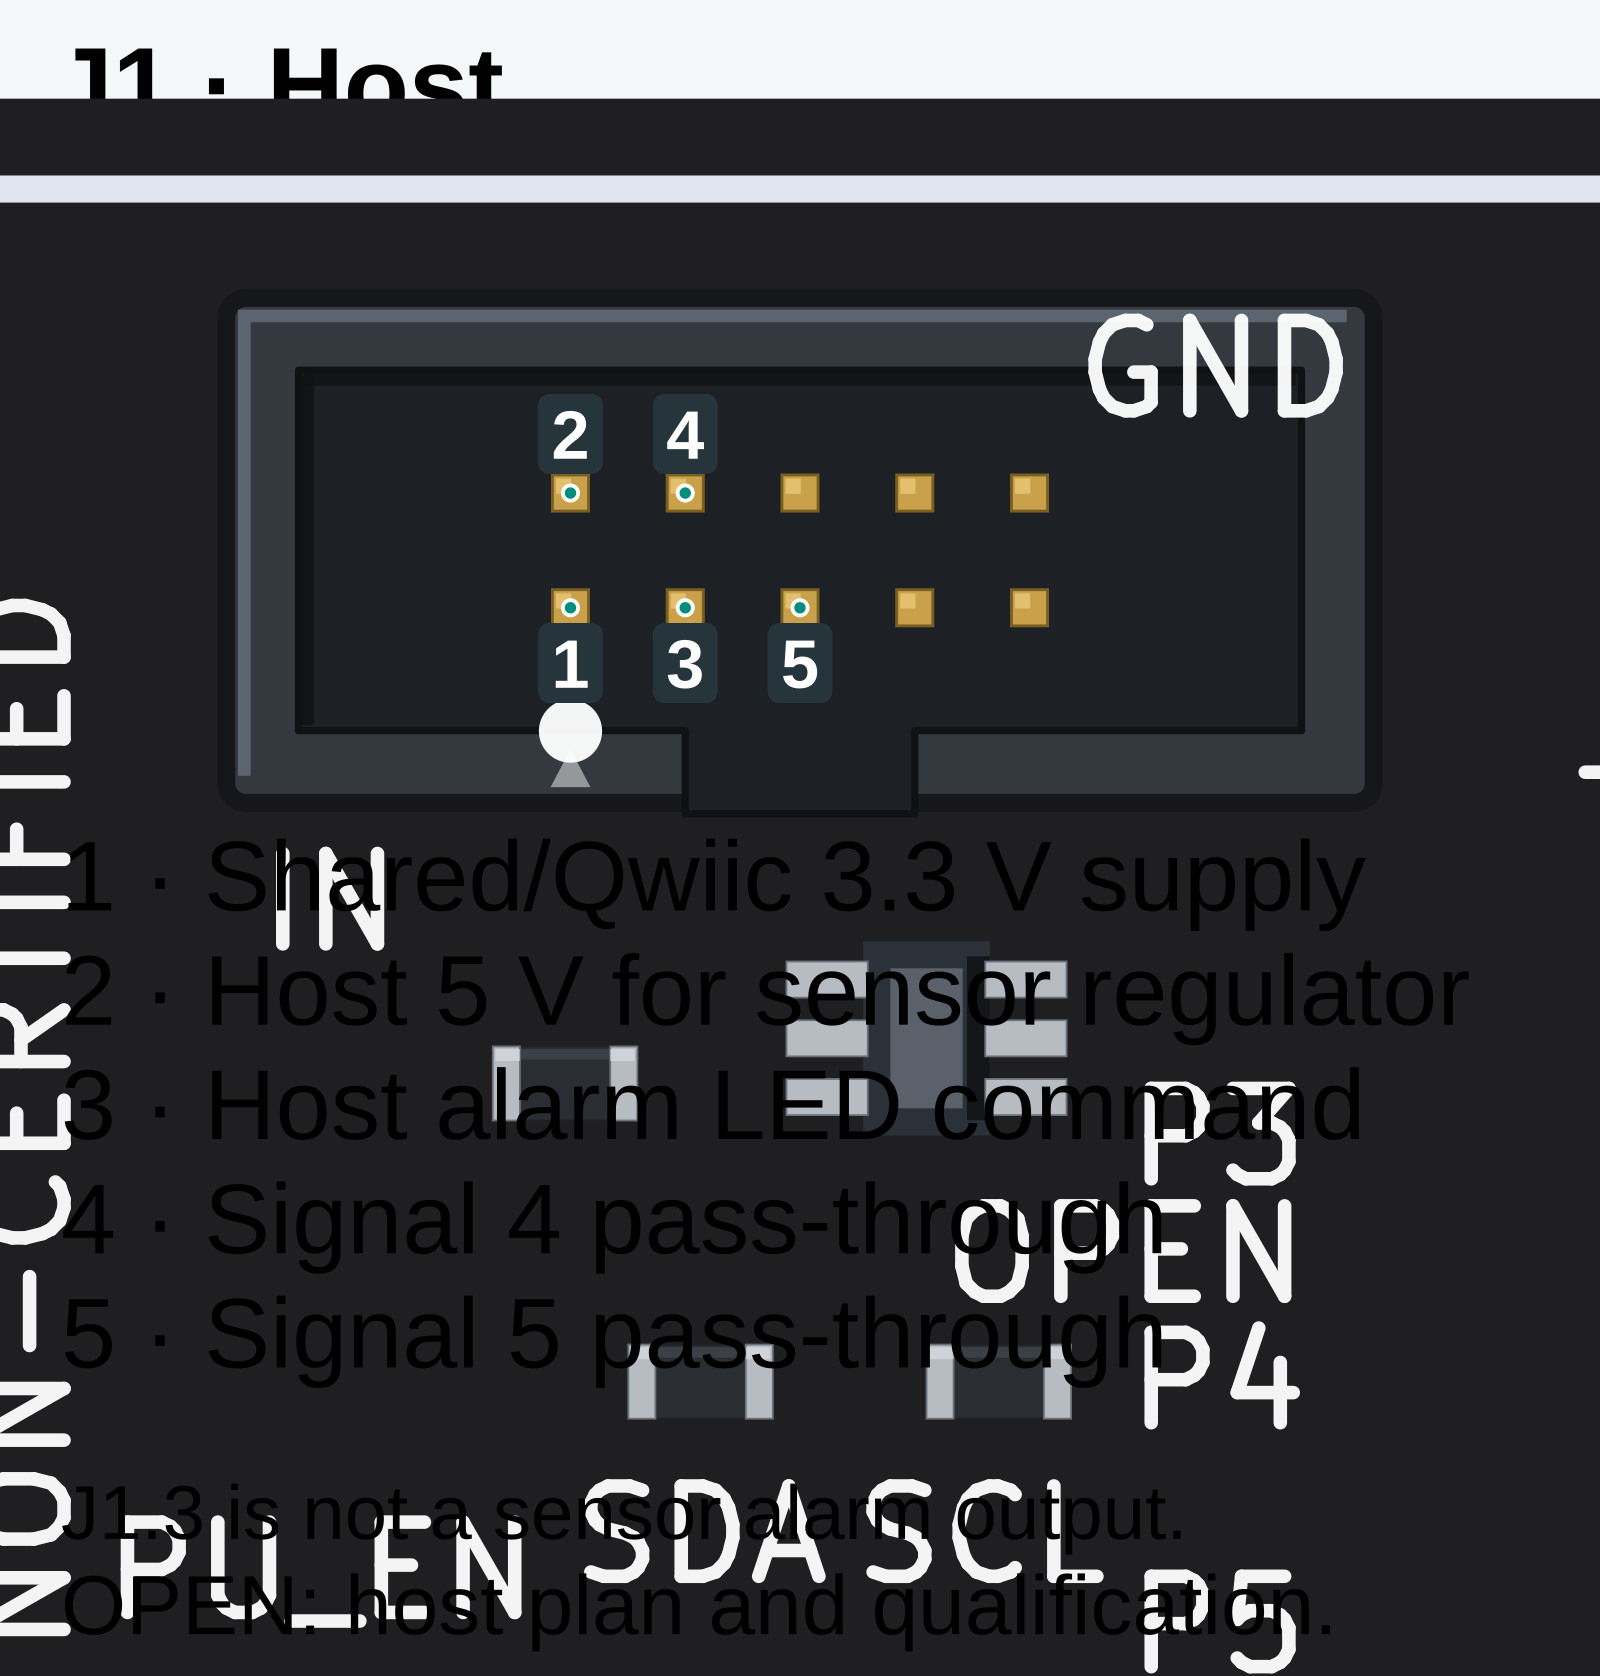 J1 · Host
GND
2 4
1 3 5
NON-CERTIFIED
IN
1 · Shared/Qwiic 3.3 V supply
2 · Host 5 V for sensor regulator
3 · Host alarm LED command
P3
4 · Signal 4 pass-through
OPEN
5 · Signal 5 pass-through
P4
J1.3 is not a sensor alarm output.
PU_EN SDA SCL
OPEN: host plan and qualification.
P5